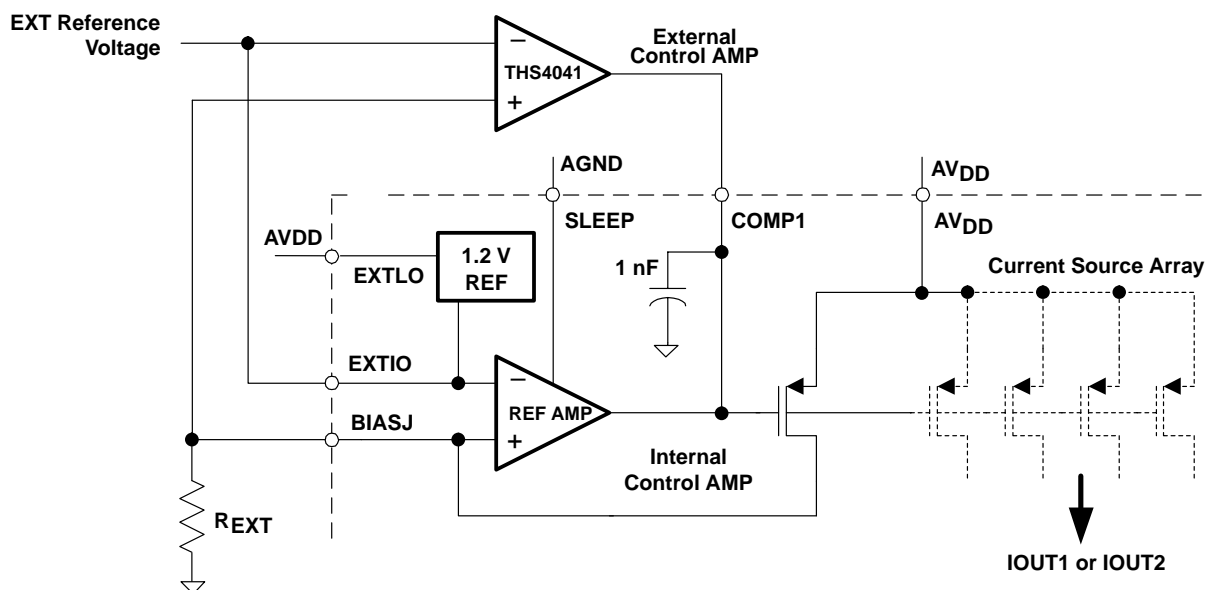 EXT Reference
Voltage
−
THS4041
+
External
Control AMP
AGND
AVDD
SLEEP
COMP1
AVDD
AVDD
EXTLO
1.2 V
REF
1 nF
Current Source Array
EXTIO
−
REF AMP
+
BIASJ
Internal
Control AMP
REXT
IOUT1 or IOUT2